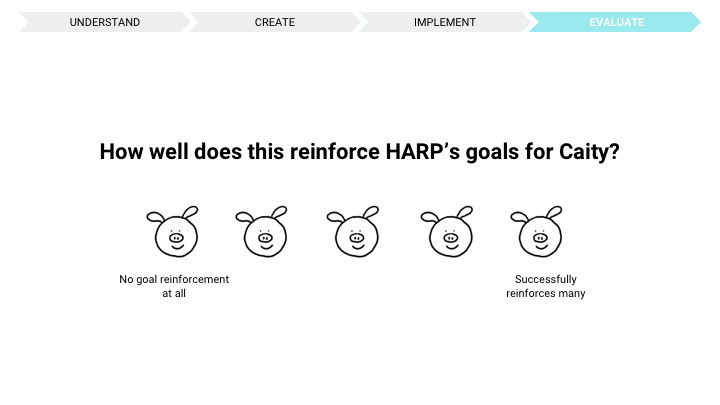 UNDERSTAND
CREATE
IMPLEMENT
EVALUATE
How well does this reinforce HARP’s goals for Caity?
No goal reinforcement
at all
Successfully
reinforces many